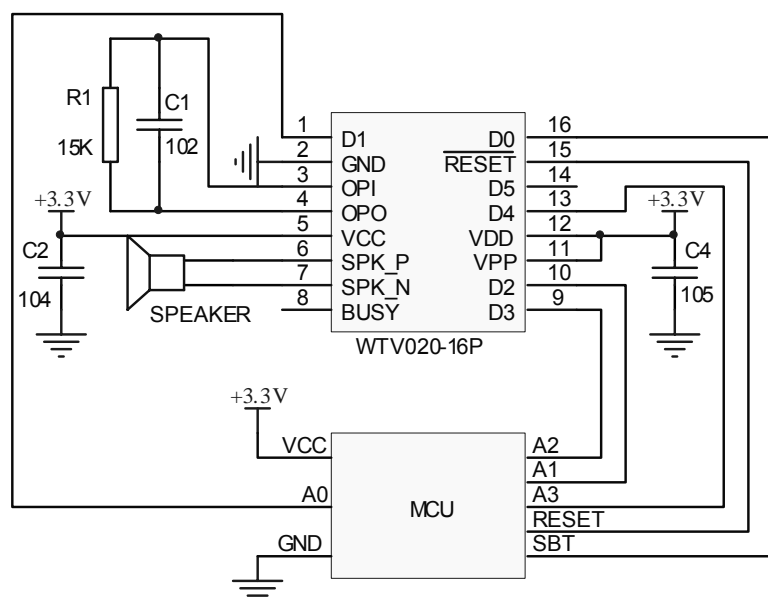 R1
C1
15K
102
1
2
3
4
5
6
7
8
D1
GND
OPI
OPO
VCC
SPK_P
SPK_N
BUSY
D0
RESET
D5
D4
VDD
VPP
D2
D3
16
15
14
13
12
11
10
9
+3.3V
C2
104
SPEAKER
+3.3V
C4
105
WTV020-16P
+3.3V
VCC
A0
GND
MCU
A2
A1
A3
RESET
SBT